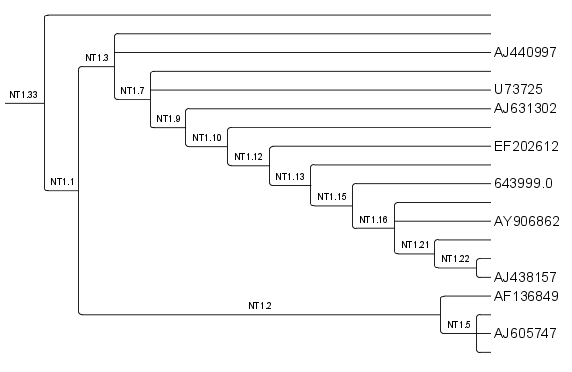 NT1.3
AJ440997
NT1.7
U73725
NT1.33
AJ631302
NT1.9
NT1.10
EF202612
NT1.12
NT1.13
643999.0
NT1.1
NT1.15
NT1.16
AY906862
NT1.21
NT1.22
AJ438157
AF136849
NT1.2
NT1.5
AJ605747